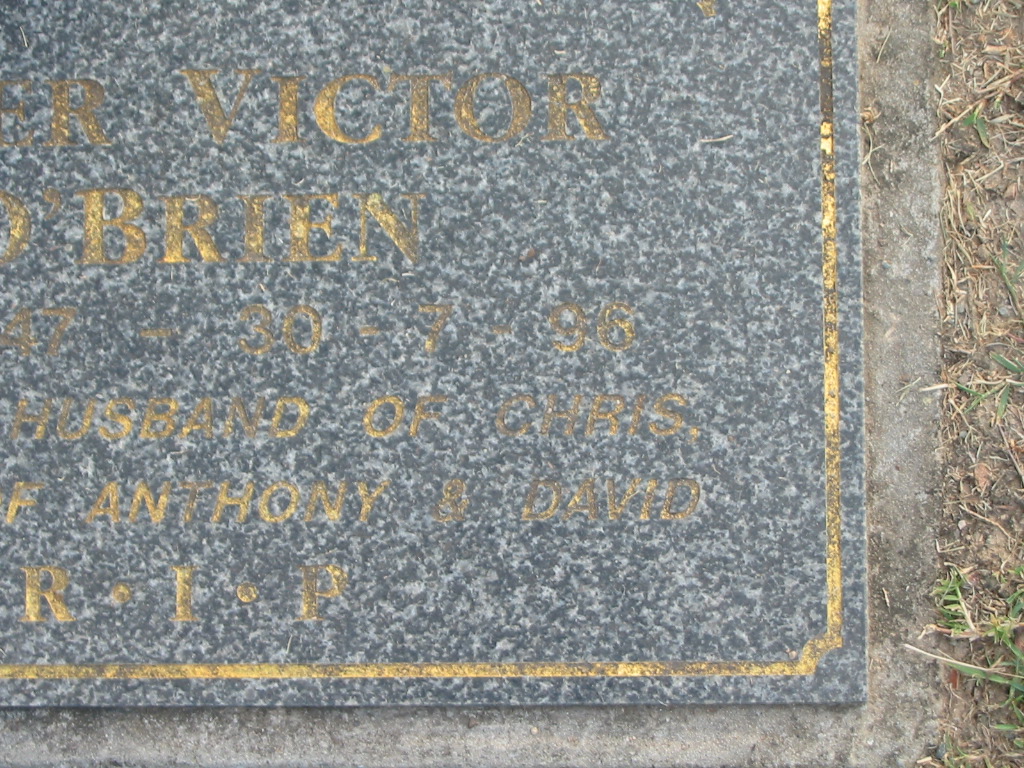 ER VICTOR
O'BRIEN
47 - 30 - 7 - 96
HUSBAND OF CHRIS,
F ANTHONY & DAVID
R · I · P